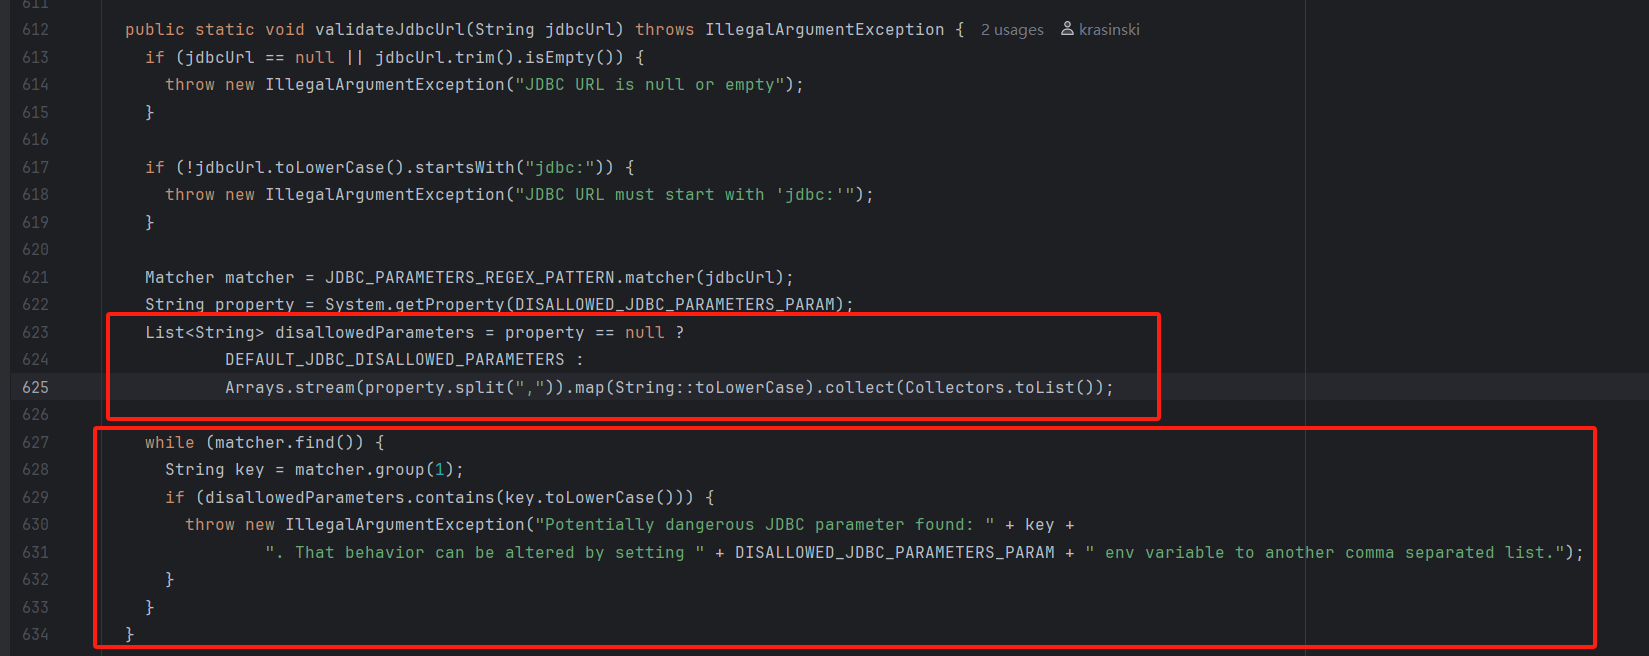 611
612 public static void validateJdbcUrl(String jdbcUrl) throws IllegalArgumentException { 2 usages krasinski
613 if (jdbcUrl == null || jdbcUrl.trim().isEmpty()) {
614 throw new IllegalArgumentException("JDBC URL is null or empty");
615 }
616
617 if (!jdbcUrl.toLowerCase().startsWith("jdbc:")) {
618 throw new IllegalArgumentException("JDBC URL must start with 'jdbc:'");
619 }
620
621 Matcher matcher = JDBC_PARAMETERS_REGEX_PATTERN.matcher(jdbcUrl);
622 String property = System.getProperty(DISALLOWED_JDBC_PARAMETERS_PARAM);
623 List<String> disallowedParameters = property == null ?
624 DEFAULT_JDBC_DISALLOWED_PARAMETERS :
625 Arrays.stream(property.split(",")).map(String::toLowerCase).collect(Collectors.toList());
626
627 while (matcher.find()) {
628 String key = matcher.group(1);
629 if (disallowedParameters.contains(key.toLowerCase())) {
630 throw new IllegalArgumentException("Potentially dangerous JDBC parameter found: " + key +
631 ". That behavior can be altered by setting " + DISALLOWED_JDBC_PARAMETERS_PARAM + " env variable to another comma separated list.");
632 }
633 }
634 }